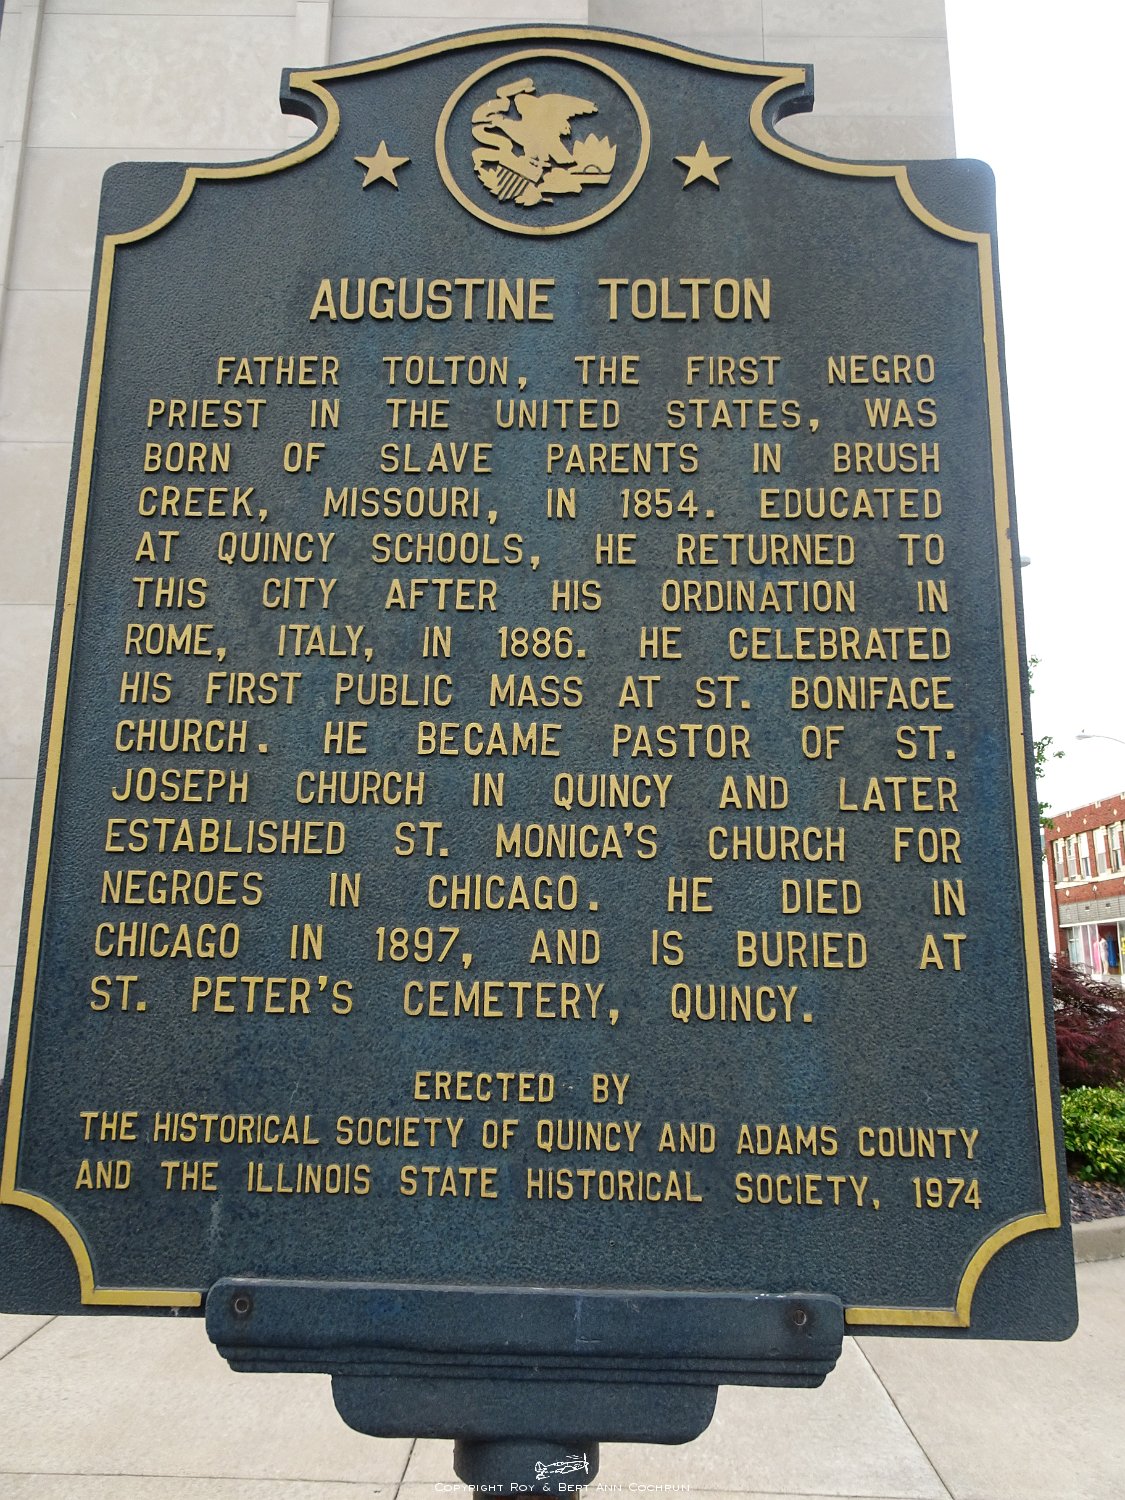 AUGUSTINE TOLTON
FATHER TOLTON, THE FIRST NEGRO
PRIEST IN THE UNITED STATES, WAS
BORN OF SLAVE PARENTS IN BRUSH
CREEK, MISSOURI, IN 1854. EDUCATED
AT QUINCY SCHOOLS, HE RETURNED TO
THIS CITY AFTER HIS ORDINATION IN
ROME, ITALY, IN 1886. HE CELEBRATED
HIS FIRST PUBLIC MASS AT ST. BONIFACE
CHURCH. HE BECAME PASTOR OF ST.
JOSEPH CHURCH IN QUINCY AND LATER
ESTABLISHED ST. MONICA'S CHURCH FOR
NEGROES IN CHICAGO. HE DIED IN
CHICAGO IN 1897, AND IS BURIED AT
ST. PETER'S CEMETERY, QUINCY.
ERECTED BY
THE HISTORICAL SOCIETY OF QUINCY AND ADAMS COUNTY
AND THE ILLINOIS STATE HISTORICAL SOCIETY, 1974
COPYRIGHT ROY & BERT ANN COCHRUN